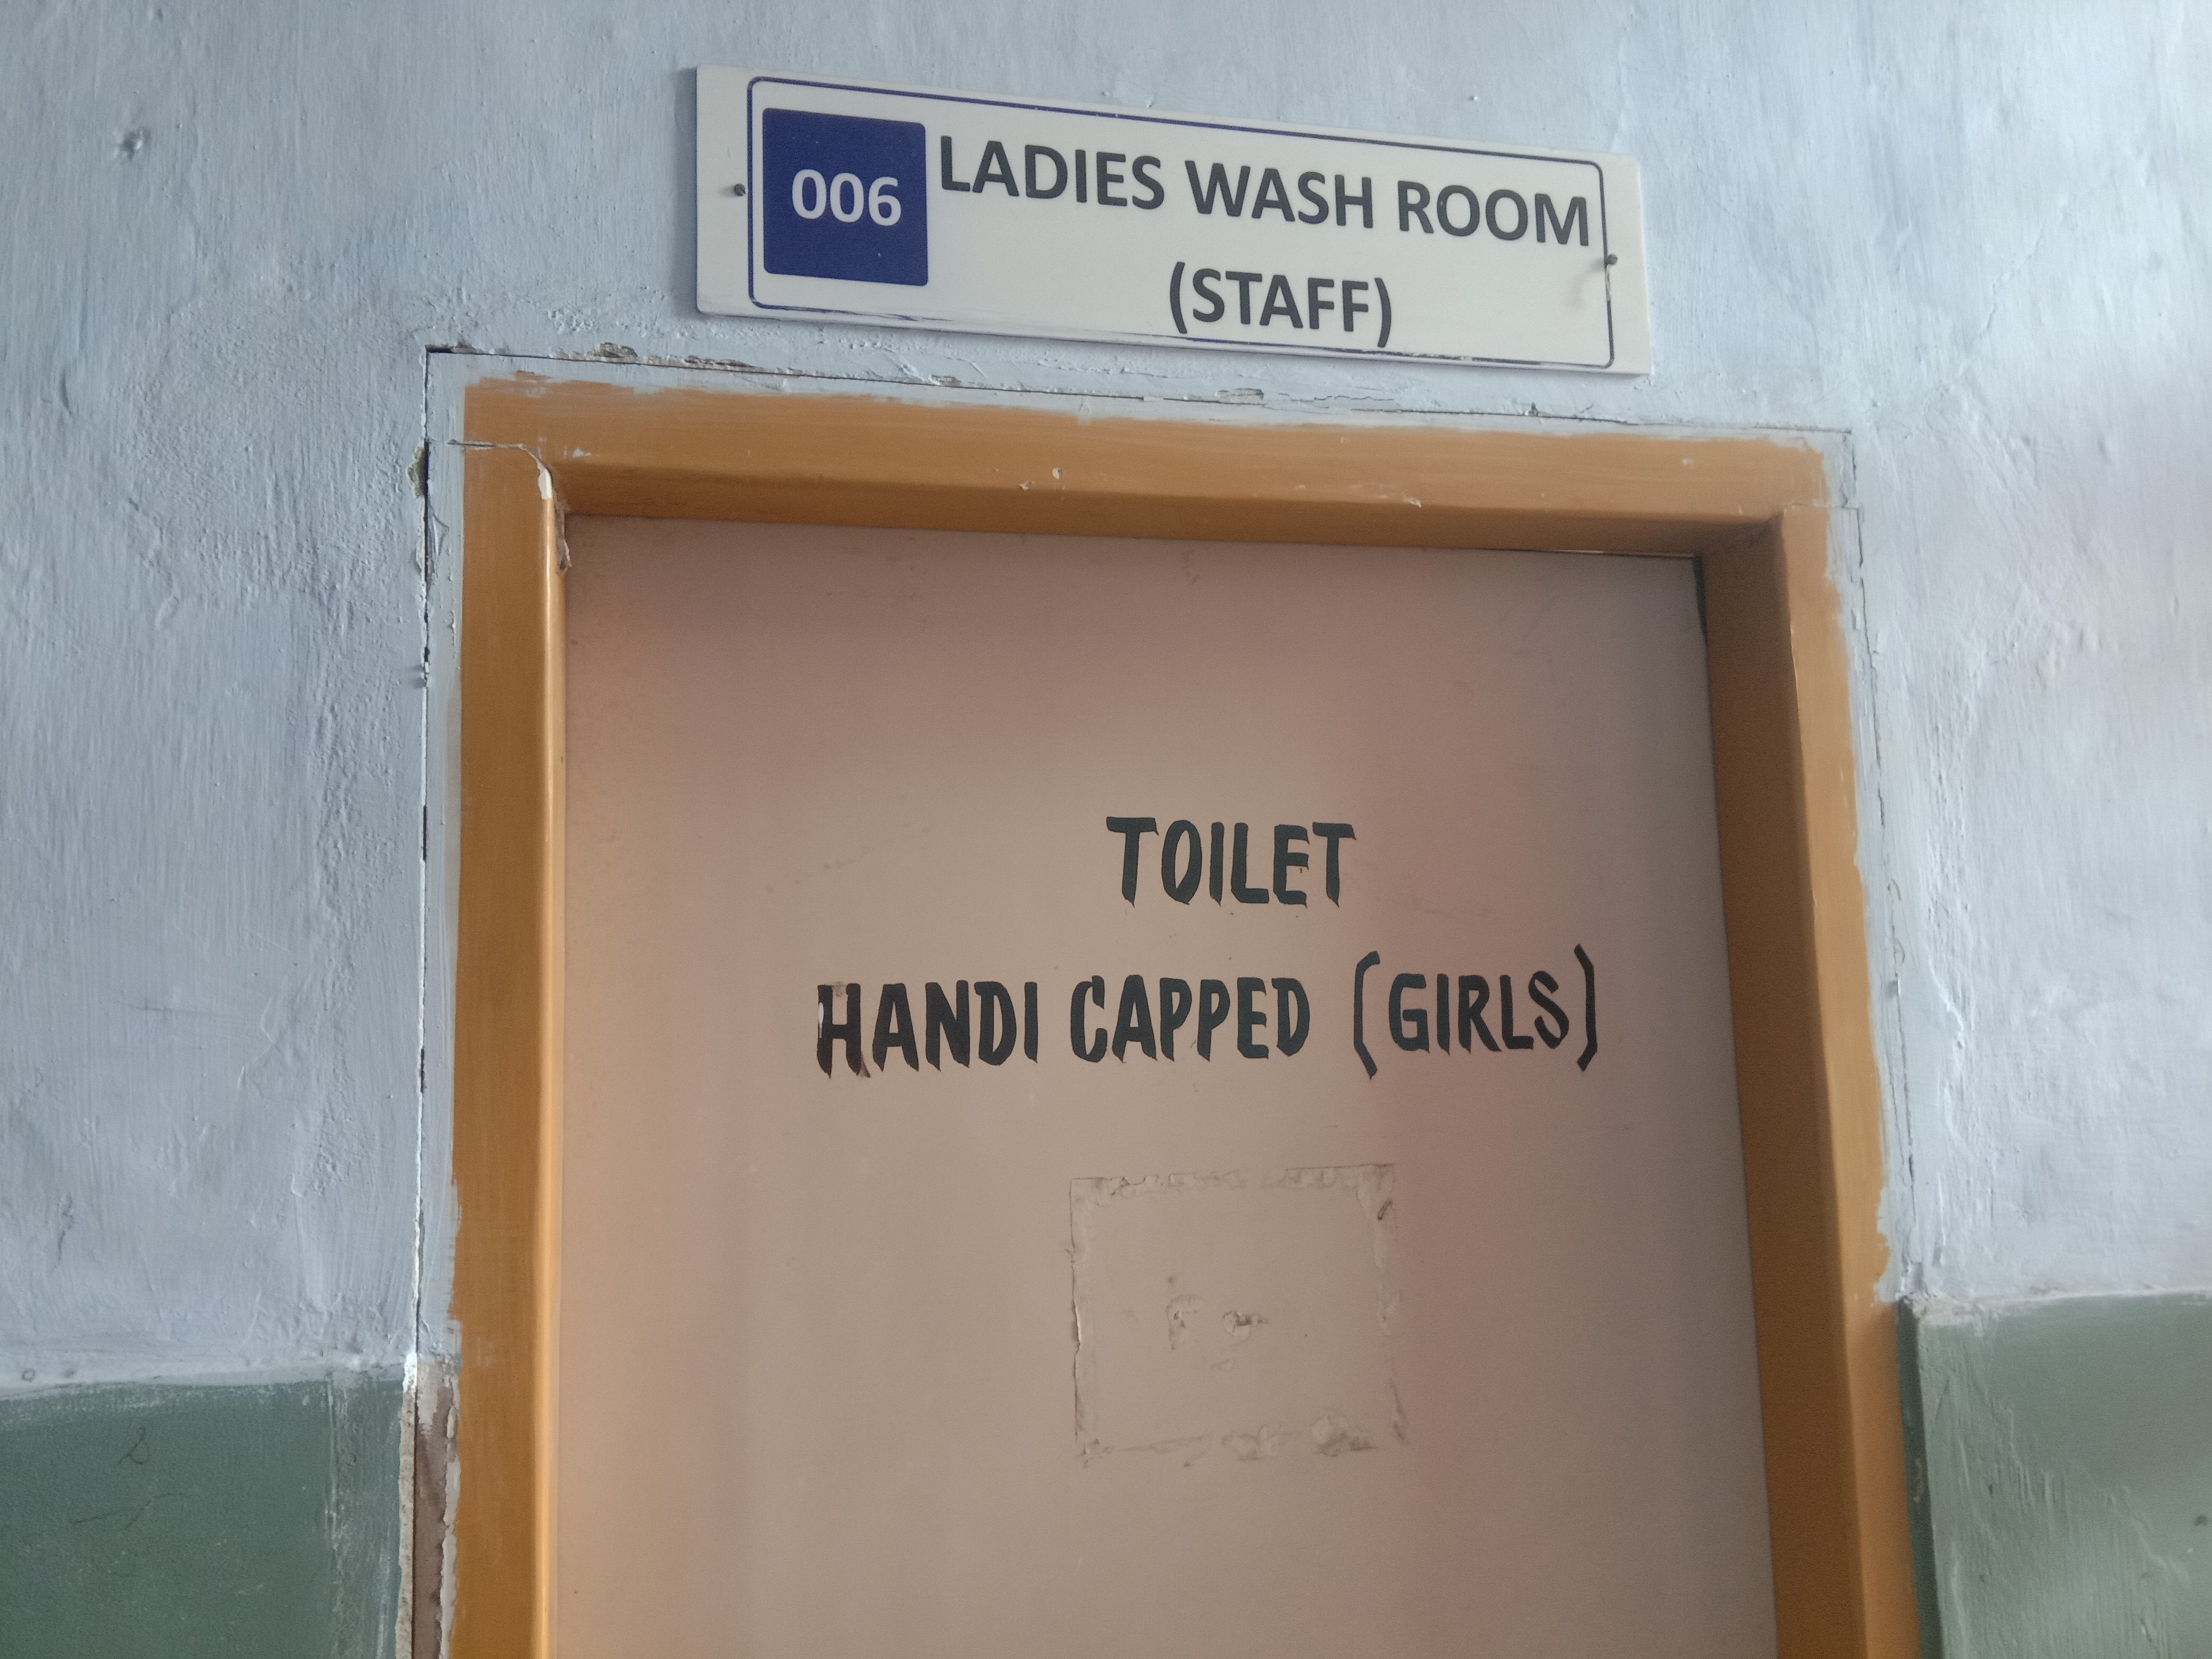 006 LADIES WASH ROOM
(STAFF)
TOILET
HANDI CAPPED (GIRLS)